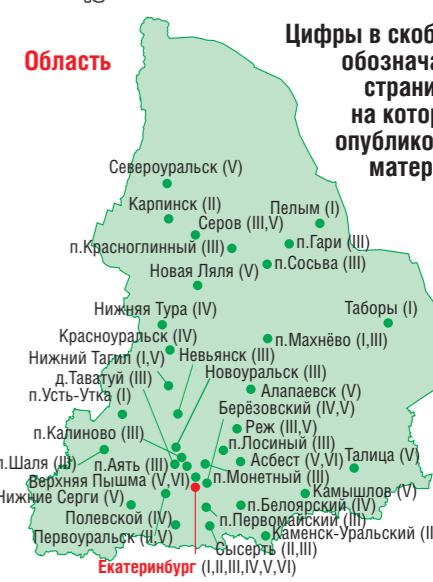 Область
Цифры в скоб
обознача
страни
на котор
опублико
матер
Североуральск (V)
Карпинск (II)
Серов (III,V)
Пелым (I)
п.Красноглинный (III)
п.Гари (III)
п.Сосьва (III)
Новая Ляля (V)
Нижняя Тура (IV)
Таборы (I)
Красноуральск (IV)
п.Махнёво (I,III)
Нижний Тагил (I,V)
Невьянск (III)
д.Таватуй (III)
Новоуральск (III)
п.Усть-Утка (I)
Алапаевск (V)
Берёзовский (IV,V)
п.Калиново (III)
Реж (III,V)
п.Лосиный (III)
п.Шаля (III)
п.Аять (III)
Асбест (V,VI)
Талица (V)
Верхняя Пышма (V,VI)
п.Монетный (III)
Нижние Серги (V)
Камышлов (V)
п.Белоярский (IV)
Полевской (IV)
п.Первомайский (III)
Первоуральск (II,V)
Каменск-Уральский (II
Сысерть (II,III)
Екатеринбург (I,II,III,IV,V,VI)